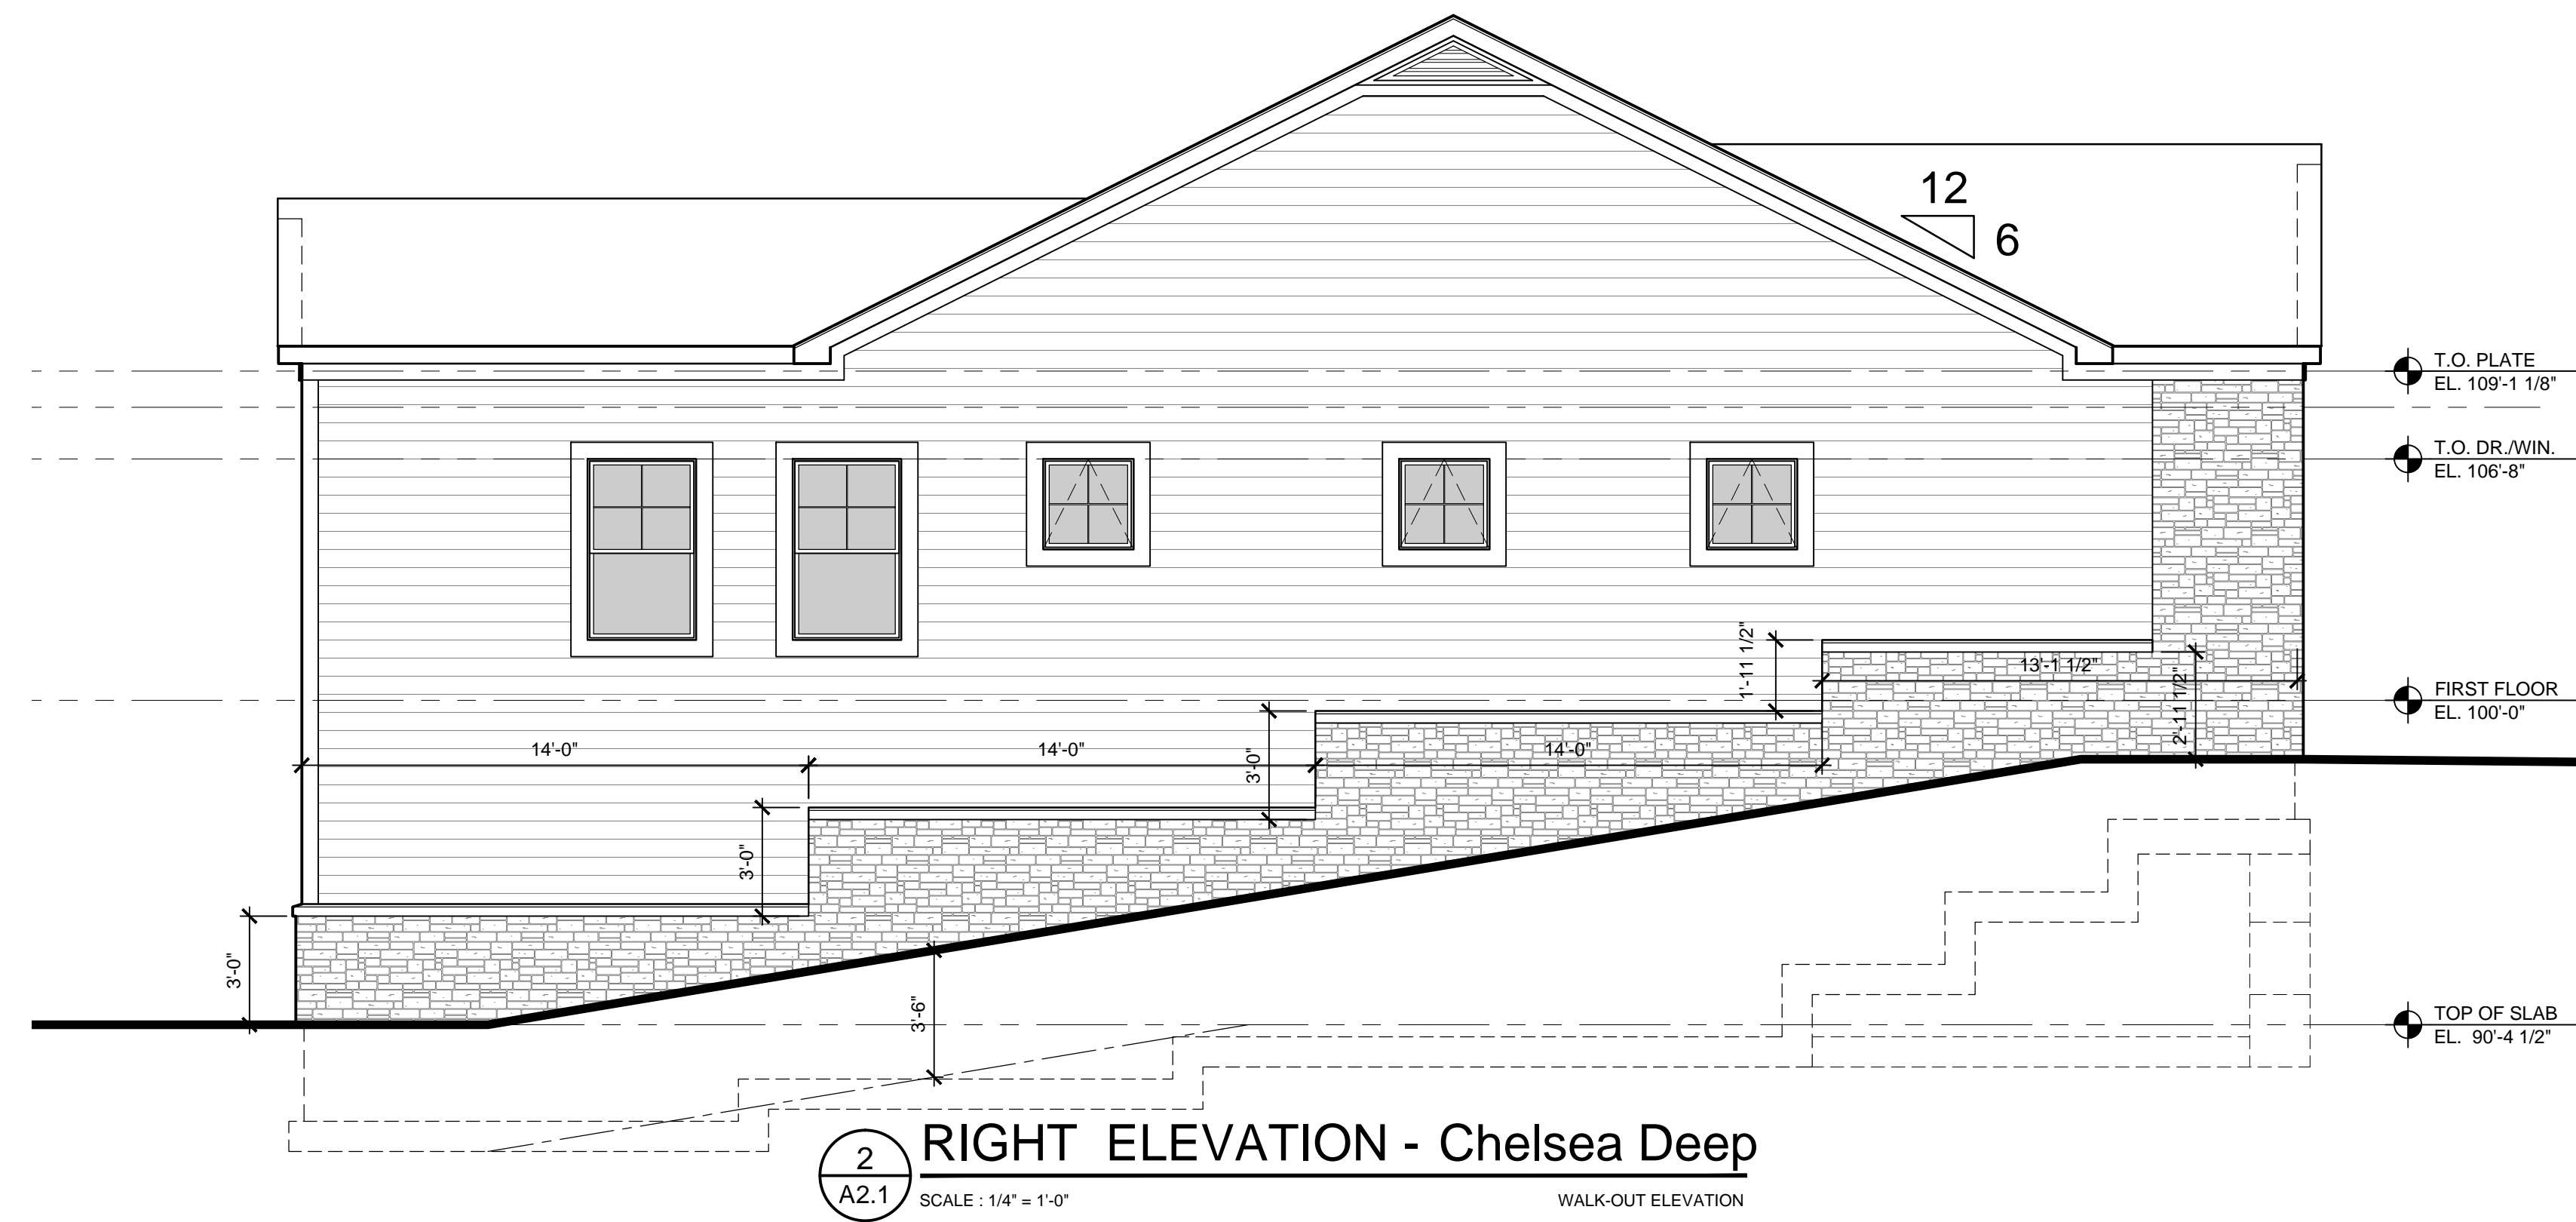 12
6
T.O. PLATE
EL. 109'-1 1/8"
T.O. DR./WIN.
EL. 106'-8"
1'-11 1/2"
13'-1 1/2"
2'-11 1/2"
FIRST FLOOR
EL. 100'-0"
14'-0"
14'-0"
14'-0"
3'-0"
3'-0"
3'-0"
3'-6"
TOP OF SLAB
EL. 90'-4 1/2"
2
A2.1
RIGHT ELEVATION - Chelsea Deep
SCALE : 1/4" = 1'-0"
WALK-OUT ELEVATION